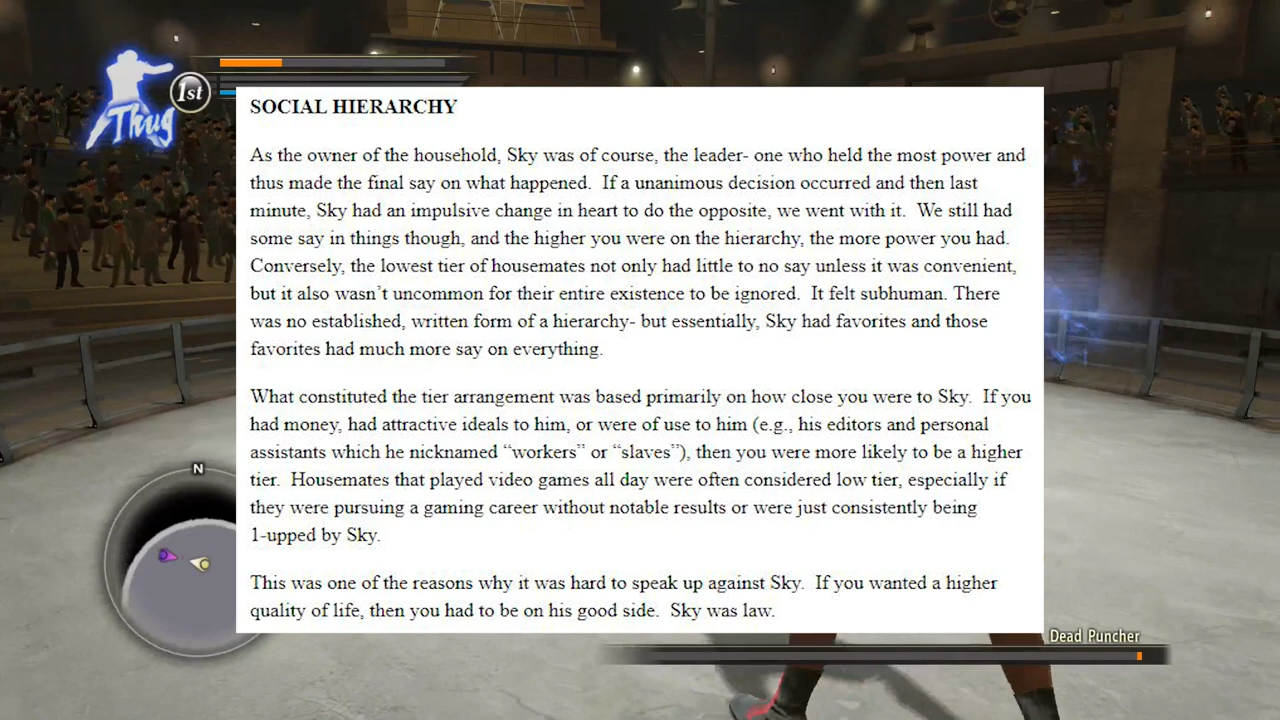 1st
Thug
SOCIAL HIERARCHY
As the owner of the household, Sky was of course, the leader- one who held the most power and
thus made the final say on what happened.  If a unanimous decision occurred and then last
minute, Sky had an impulsive change in heart to do the opposite, we went with it.  We still had
some say in things though, and the higher you were on the hierarchy, the more power you had.
Conversely, the lowest tier of housemates not only had little to no say unless it was convenient,
but it also wasn't uncommon for their entire existence to be ignored.  It felt subhuman. There
was no established, written form of a hierarchy- but essentially, Sky had favorites and those
favorites had much more say on everything.
What constituted the tier arrangement was based primarily on how close you were to Sky.  If you
had money, had attractive ideals to him, or were of use to him (e.g., his editors and personal
assistants which he nicknamed “workers” or “slaves”), then you were more likely to be a higher
tier.  Housemates that played video games all day were often considered low tier, especially if
they were pursuing a gaming career without notable results or were just consistently being
1-upped by Sky.
This was one of the reasons why it was hard to speak up against Sky.  If you wanted a higher
quality of life, then you had to be on his good side.  Sky was law.
N
Dead Puncher